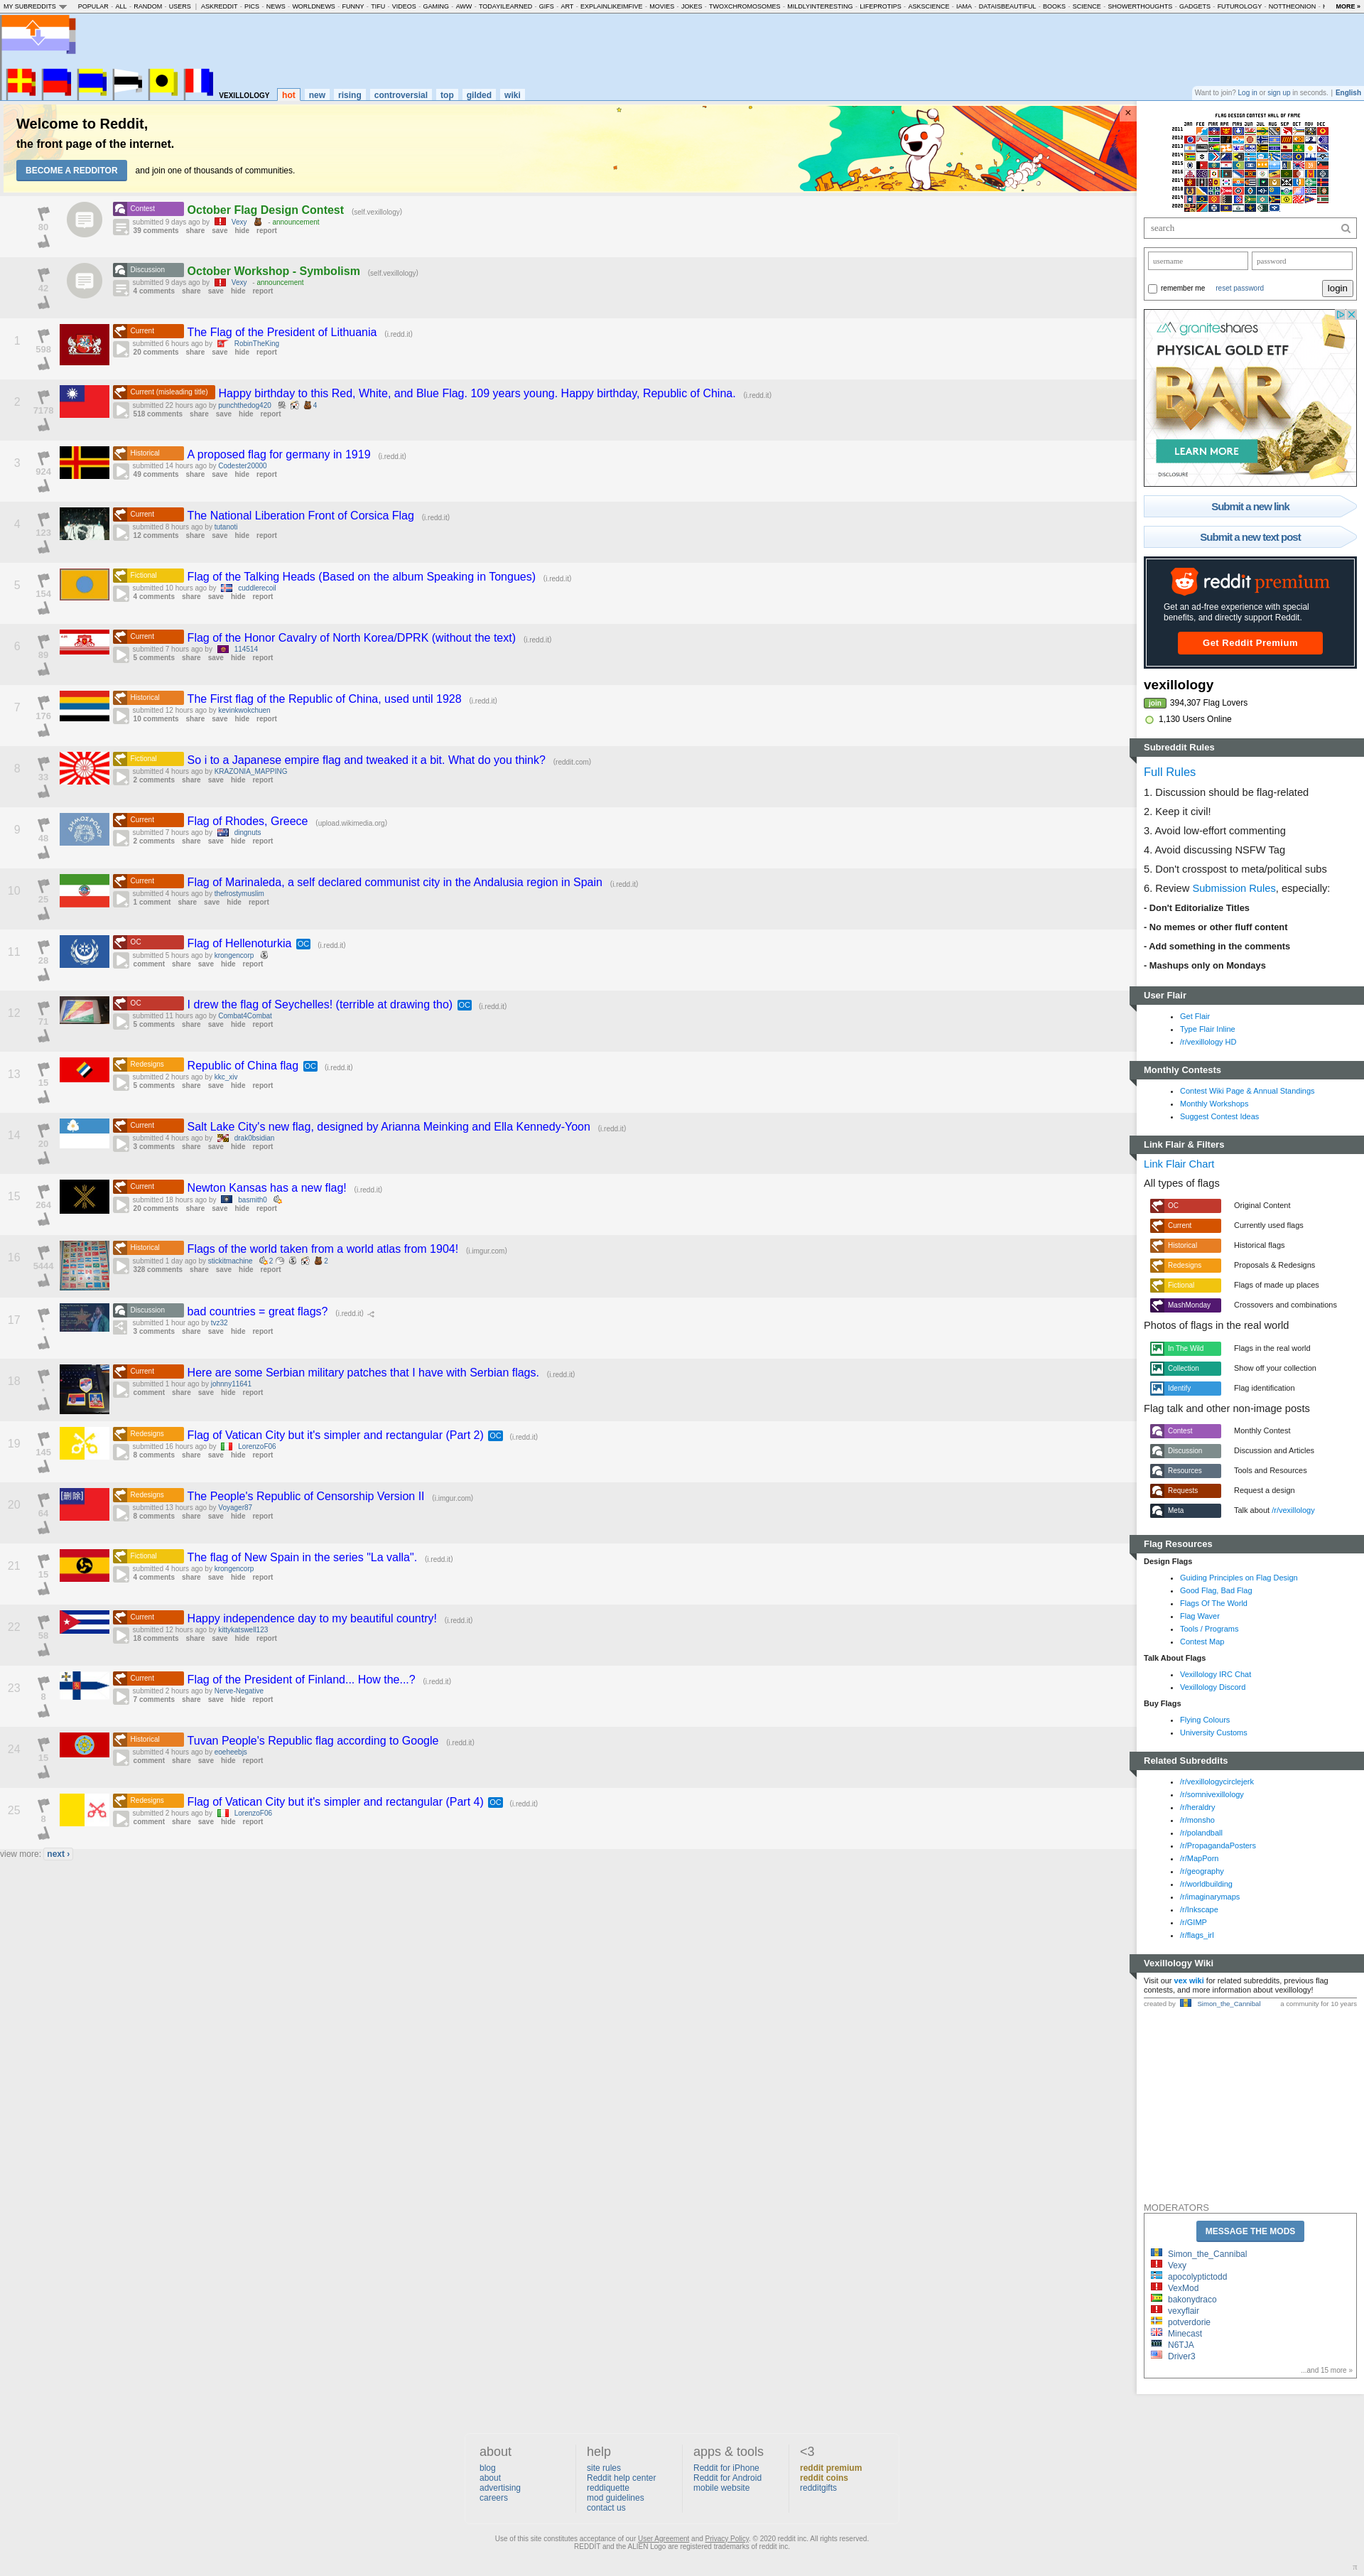 MY SUBREDDITS POPULAR - ALL - RANDOM - USERS | ASKREDDIT - PICS - NEWS - WORLDNEWS - FUNNY - TIFU - VIDEOS - GAMING - AWW - TODAYILEARNED - GIFS - ART - EXPLAINLIKEIMFIVE - MOVIES - JOKES - TWOXCHROMOSOMES - MILDLYINTERESTING - LIFEPROTIPS - ASKSCIENCE - IAMA - DATAISBEAUTIFUL - BOOKS - SCIENCE - SHOWERTHOUGHTS - GADGETS - FUTUROLOGY - NOTTHEONION MORE »
VEXILLOLOGY hot new rising controversial top gilded wiki
Want to join? Log in or sign up in seconds. | English
Welcome to Reddit,
the front page of the internet.
BECOME A REDDITOR and join one of thousands of communities.
80
Contest October Flag Design Contest (self.vexillology)
submitted 9 days ago by Vexy - announcement
39 comments share save hide report
42
Discussion October Workshop - Symbolism (self.vexillology)
submitted 9 days ago by Vexy - announcement
4 comments share save hide report
1 598
Current The Flag of the President of Lithuania (i.redd.it)
submitted 6 hours ago by RobinTheKing
20 comments share save hide report
2 7178
Current (misleading title) Happy birthday to this Red, White, and Blue Flag. 109 years young. Happy birthday, Republic of China. (i.redd.it)
submitted 22 hours ago by punchthedog420 4
518 comments share save hide report
3 924
Historical A proposed flag for germany in 1919 (i.redd.it)
submitted 14 hours ago by Codester20000
49 comments share save hide report
4 123
Current The National Liberation Front of Corsica Flag (i.redd.it)
submitted 8 hours ago by tutanoti
12 comments share save hide report
5 154
Fictional Flag of the Talking Heads (Based on the album Speaking in Tongues) (i.redd.it)
submitted 10 hours ago by cuddlerecoil
4 comments share save hide report
6 89
Current Flag of the Honor Cavalry of North Korea/DPRK (without the text) (i.redd.it)
submitted 7 hours ago by 114514
5 comments share save hide report
7 176
Historical The First flag of the Republic of China, used until 1928 (i.redd.it)
submitted 12 hours ago by kevinkwokchuen
10 comments share save hide report
8 33
Fictional So i to a Japanese empire flag and tweaked it a bit. What do you think? (reddit.com)
submitted 4 hours ago by KRAZONIA_MAPPING
2 comments share save hide report
9 48
Current Flag of Rhodes, Greece (upload.wikimedia.org)
submitted 7 hours ago by dingnuts
2 comments share save hide report
10 25
Current Flag of Marinaleda, a self declared communist city in the Andalusia region in Spain (i.redd.it)
submitted 4 hours ago by thefrostymuslim
1 comment share save hide report
11 28
OC Flag of Hellenoturkia OC (i.redd.it)
submitted 5 hours ago by krongencorp
comment share save hide report
12 71
OC I drew the flag of Seychelles! (terrible at drawing tho) OC (i.redd.it)
submitted 11 hours ago by Combat4Combat
5 comments share save hide report
13 15
Redesigns Republic of China flag OC (i.redd.it)
submitted 2 hours ago by kkc_xiv
5 comments share save hide report
14 20
Current Salt Lake City's new flag, designed by Arianna Meinking and Ella Kennedy-Yoon (i.redd.it)
submitted 4 hours ago by drak0bsidian
3 comments share save hide report
15 264
Current Newton Kansas has a new flag! (i.redd.it)
submitted 18 hours ago by basmith0
20 comments share save hide report
16 5444
Historical Flags of the world taken from a world atlas from 1904! (i.imgur.com)
submitted 1 day ago by stickitmachine 2 2
328 comments share save hide report
17 •
Discussion bad countries = great flags? (i.redd.it)
submitted 1 hour ago by tvz32
3 comments share save hide report
18 •
Current Here are some Serbian military patches that I have with Serbian flags. (i.redd.it)
submitted 1 hour ago by johnny11641
comment share save hide report
19 145
Redesigns Flag of Vatican City but it's simpler and rectangular (Part 2) OC (i.redd.it)
submitted 16 hours ago by LorenzoF06
8 comments share save hide report
20 64
[删除]
Redesigns The People's Republic of Censorship Version II (i.imgur.com)
submitted 13 hours ago by Voyager87
8 comments share save hide report
21 15
Fictional The flag of New Spain in the series "La valla". (i.redd.it)
submitted 4 hours ago by krongencorp
4 comments share save hide report
22 58
Current Happy independence day to my beautiful country! (i.redd.it)
submitted 12 hours ago by kittykatswell123
18 comments share save hide report
23 8
Current Flag of the President of Finland... How the...? (i.redd.it)
submitted 2 hours ago by Nerve-Negative
7 comments share save hide report
24 15
Historical Tuvan People's Republic flag according to Google (i.redd.it)
submitted 4 hours ago by eoeheebjs
comment share save hide report
25 8
Redesigns Flag of Vatican City but it's simpler and rectangular (Part 4) OC (i.redd.it)
submitted 2 hours ago by LorenzoF06
comment share save hide report
view more: next ›
FLAG DESIGN CONTEST HALL OF FAME
JAN FEB MAR APR MAY JUN JUL AUG SEP OCT NOV DEC
2011
2012
2013
2014
2015
2016
2017
2018
2019
2020
search
username password
remember me reset password login
graniteshares
PHYSICAL GOLD ETF
BAR
LEARN MORE
DISCLOSURE
Submit a new link
Submit a new text post
reddit premium
Get an ad-free experience with special
benefits, and directly support Reddit.
Get Reddit Premium
vexillology
join 394,307 Flag Lovers
1,130 Users Online
Subreddit Rules
Full Rules
1. Discussion should be flag-related
2. Keep it civil!
3. Avoid low-effort commenting
4. Avoid discussing NSFW Tag
5. Don't crosspost to meta/political subs
6. Review Submission Rules, especially:
- Don't Editorialize Titles
- No memes or other fluff content
- Add something in the comments
- Mashups only on Mondays
User Flair
Get Flair
Type Flair Inline
/r/vexillology HD
Monthly Contests
Contest Wiki Page & Annual Standings
Monthly Workshops
Suggest Contest Ideas
Link Flair & Filters
Link Flair Chart
All types of flags
OC Original Content
Current Currently used flags
Historical Historical flags
Redesigns Proposals & Redesigns
Fictional Flags of made up places
MashMonday Crossovers and combinations
Photos of flags in the real world
In The Wild Flags in the real world
Collection Show off your collection
Identify Flag identification
Flag talk and other non-image posts
Contest Monthly Contest
Discussion Discussion and Articles
Resources Tools and Resources
Requests Request a design
Meta Talk about /r/vexillology
Flag Resources
Design Flags
Guiding Principles on Flag Design
Good Flag, Bad Flag
Flags Of The World
Flag Waver
Tools / Programs
Contest Map
Talk About Flags
Vexillology IRC Chat
Vexillology Discord
Buy Flags
Flying Colours
University Customs
Related Subreddits
/r/vexillologycirclejerk
/r/somnivexillology
/r/heraldry
/r/monsho
/r/polandball
/r/PropagandaPosters
/r/MapPorn
/r/geography
/r/worldbuilding
/r/imaginarymaps
/r/Inkscape
/r/GIMP
/r/flags_irl
Vexillology Wiki
Visit our vex wiki for related subreddits, previous flag
contests, and more information about vexillology!
created by Simon_the_Cannibal a community for 10 years
MODERATORS
MESSAGE THE MODS
Simon_the_Cannibal
Vexy
apocolyptictodd
VexMod
bakonydraco
vexyflair
potverdorie
Minecast
N6TJA
Driver3
...and 15 more »
about
blog
about
advertising
careers
help
site rules
Reddit help center
reddiquette
mod guidelines
contact us
apps & tools
Reddit for iPhone
Reddit for Android
mobile website
<3
reddit premium
reddit coins
redditgifts
Use of this site constitutes acceptance of our User Agreement and Privacy Policy. © 2020 reddit inc. All rights reserved.
REDDIT and the ALIEN Logo are registered trademarks of reddit inc.
π